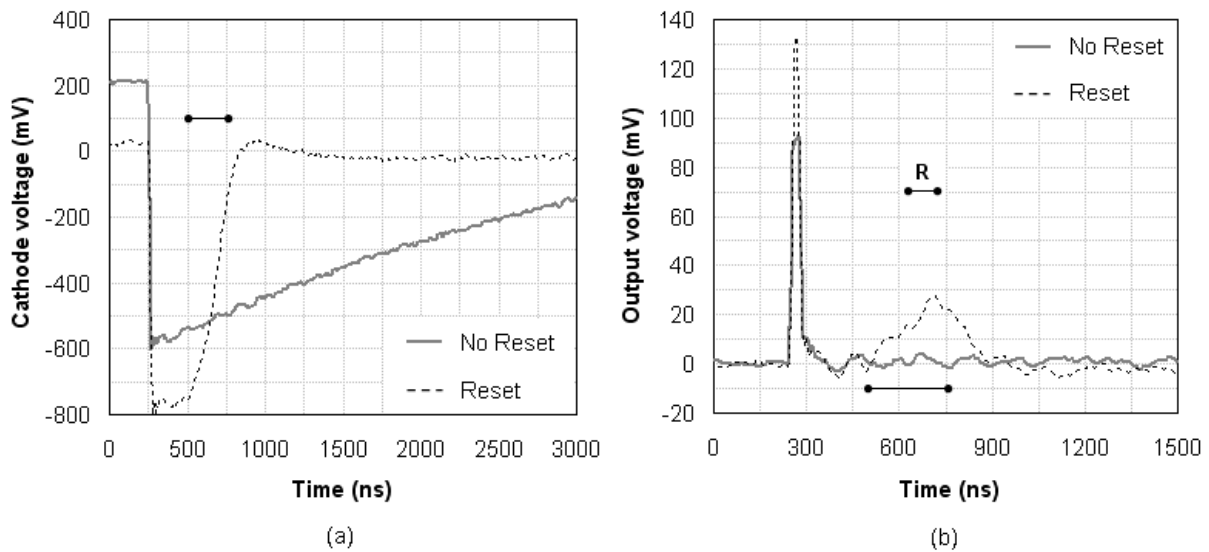 400
200
0
-200
-400
-600
-800
Cathode voltage (mV)
No Reset
Reset
0 500 1000 1500 2000 2500 3000
Time (ns)
(a)
140
120
100
80
60
40
20
0
-20
Output voltage (mV)
No Reset
Reset
R
0 300 600 900 1200 1500
Time (ns)
(b)